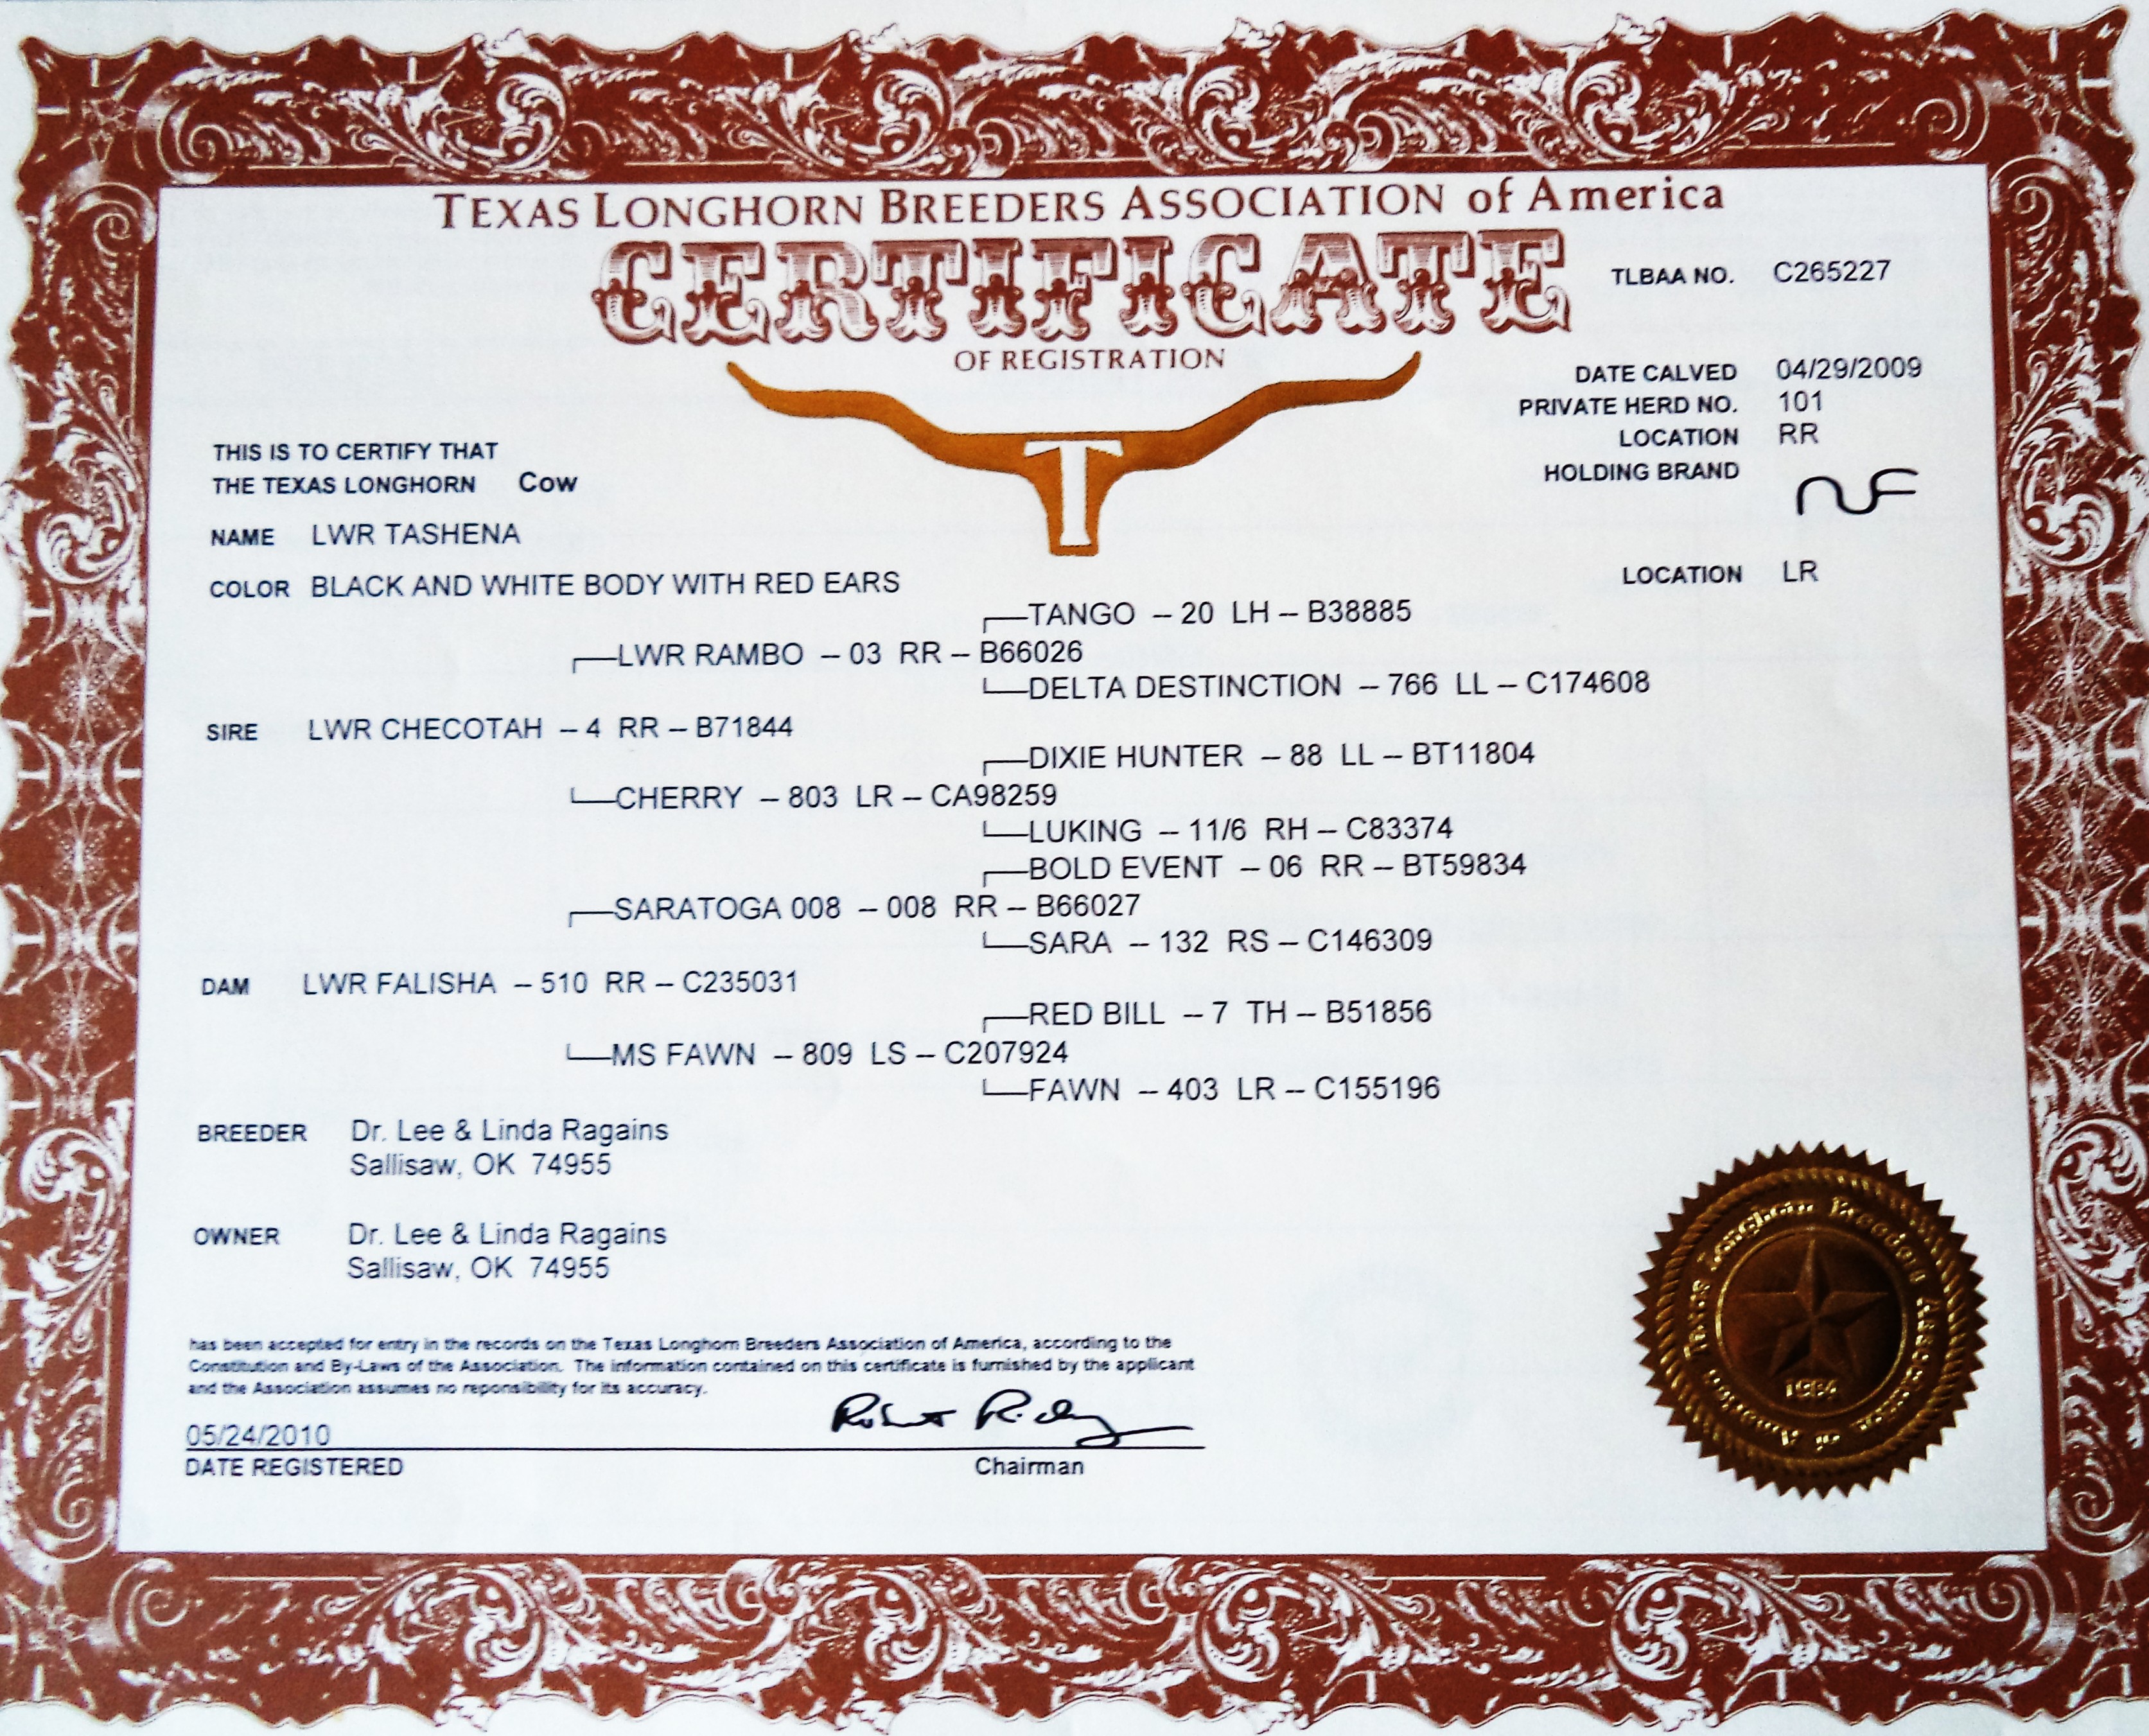 TEXAS LONGHORN BREEDERS ASSOCIATION of America
CERTIFICATE
OF REGISTRATION
TLBAA NO. C265227
DATE CALVED 04/29/2009
PRIVATE HERD NO. 101
LOCATION RR
HOLDING BRAND
THIS IS TO CERTIFY THAT
THE TEXAS LONGHORN Cow
T
NAME LWR TASHENA
COLOR BLACK AND WHITE BODY WITH RED EARS
LOCATION LR
TANGO -- 20 LH -- B38885
LWR RAMBO -- 03 RR -- B66026
DELTA DESTINCTION -- 766 LL -- C174608
SIRE LWR CHECOTAH -- 4 RR -- B71844
DIXIE HUNTER -- 88 LL -- BT11804
CHERRY -- 803 LR -- CA98259
LUKING -- 11/6 RH -- C83374
BOLD EVENT -- 06 RR -- BT59834
SARATOGA 008 -- 008 RR -- B66027
SARA -- 132 RS -- C146309
DAM LWR FALISHA -- 510 RR -- C235031
RED BILL -- 7 TH -- B51856
MS FAWN -- 809 LS -- C207924
FAWN -- 403 LR -- C155196
BREEDER Dr. Lee & Linda Ragains
Sallisaw, OK 74955
OWNER Dr. Lee & Linda Ragains
Sallisaw, OK 74955
has been accepted for entry in the records on the Texas Longhorn Breeders Association of America, according to the
Constitution and By-Laws of the Association. The information contained on this certificate is furnished by the applicant
and the Association assumes no reponsibility for its accuracy.
05/24/2010
DATE REGISTERED
Chairman
Texas Longhorn Breeders Association of America
1964